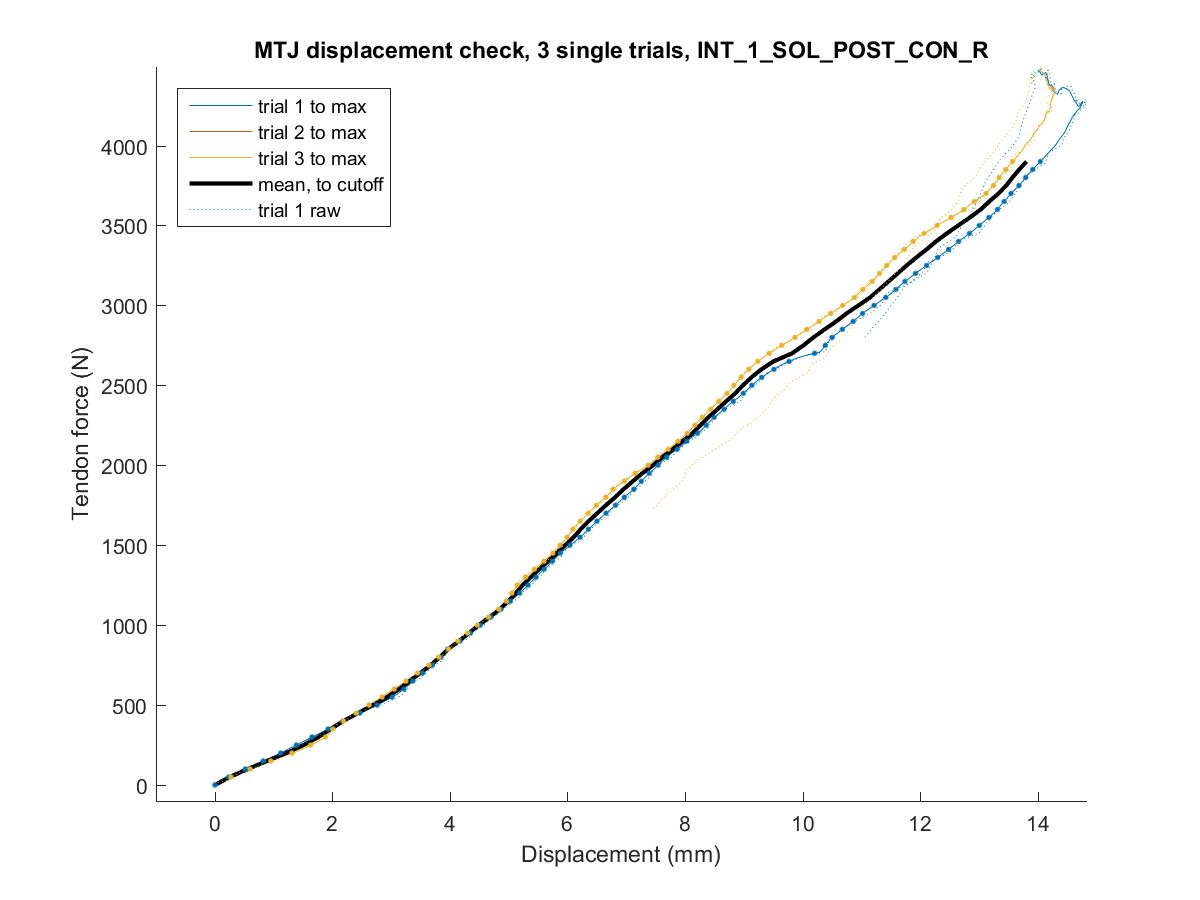 MTJ displacement check, 3 single trials, INT_1_SOL_POST_CON_R
trial 1 to max
trial 2 to max
trial 3 to max
mean, to cutoff
trial 1 raw
4000
3500
3000
2500
2000
1500
1000
500
0
Tendon force (N)
0 2 4 6 8 10 12 14
Displacement (mm)